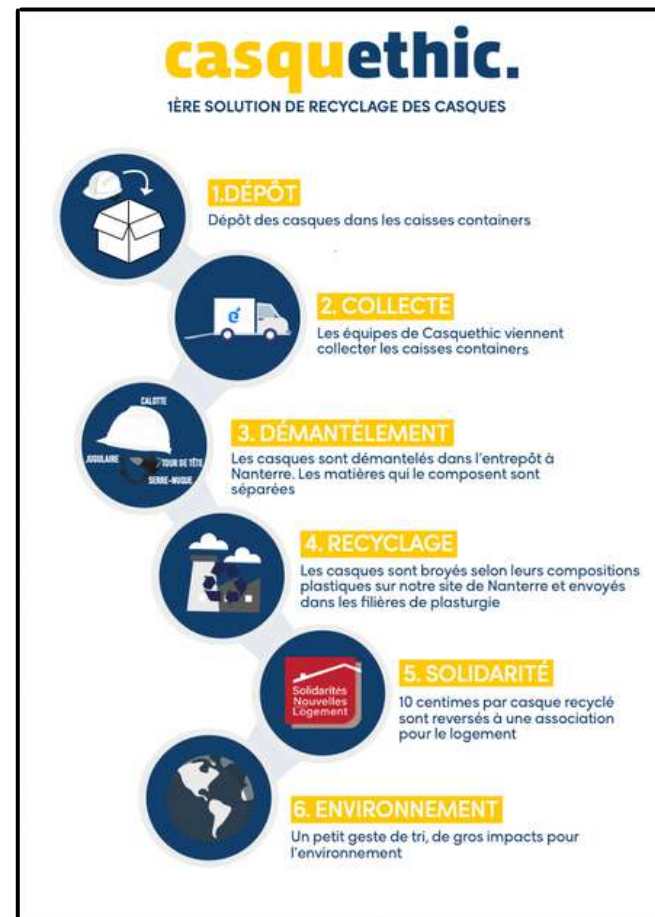 casquethic.
1ÈRE SOLUTION DE RECYCLAGE DES CASQUES
1.DÉPÔT
Dépôt des casques dans les caisses containers
2. COLLECTE
Les équipes de Casquethic viennent
collecter les caisses containers
CALOTTE
JUGULAIRE
TOUR DE TÊTE
SERRE-NUQUE
3. DÉMANTÈLEMENT
Les casques sont démantelés dans l'entrepôt à
Nanterre. Les matières qui le composent sont
séparées
4. RECYCLAGE
Les casques sont broyés selon leurs compositions
plastiques sur notre site de Nanterre et envoyés
dans les filières de plasturgie
Solidarités
Nouvelles
Logement
5. SOLIDARITÉ
10 centimes par casque recyclé
sont reversés à une association
pour le logement
6. ENVIRONNEMENT
Un petit geste de tri, de gros impacts pour
l'environnement